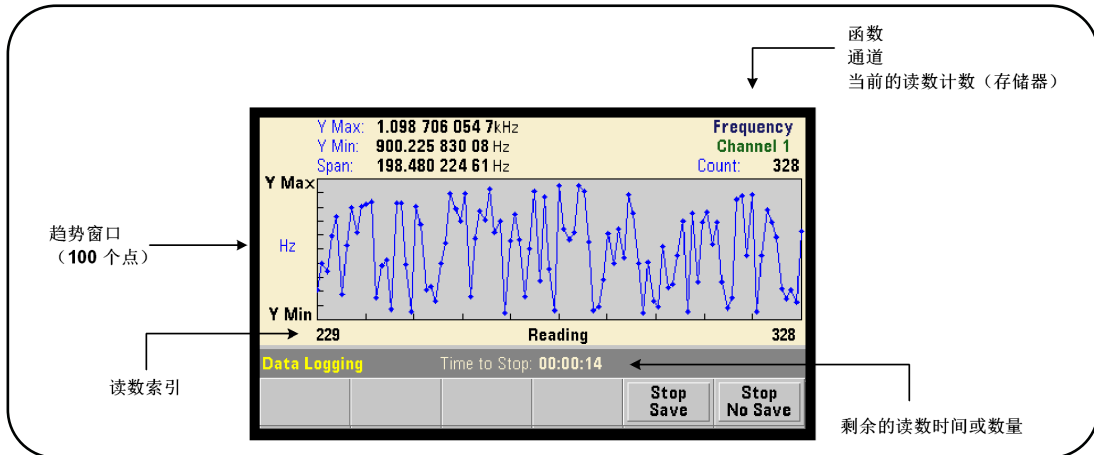 函数
通道
当前的读数计数（存储器）
Y Max: 1.098 706 054 7kHz
Frequency
Y Min: 900.225 830 08 Hz
Channel 1
Span: 198.480 224 61 Hz
Count: 328
Y Max
趋势窗口
（100 个点）
Hz
Y Min
229
Reading
328
Data Logging
Time to Stop: 00:00:14
读数索引
Stop
Save
Stop
No Save
剩余的读数时间或数量